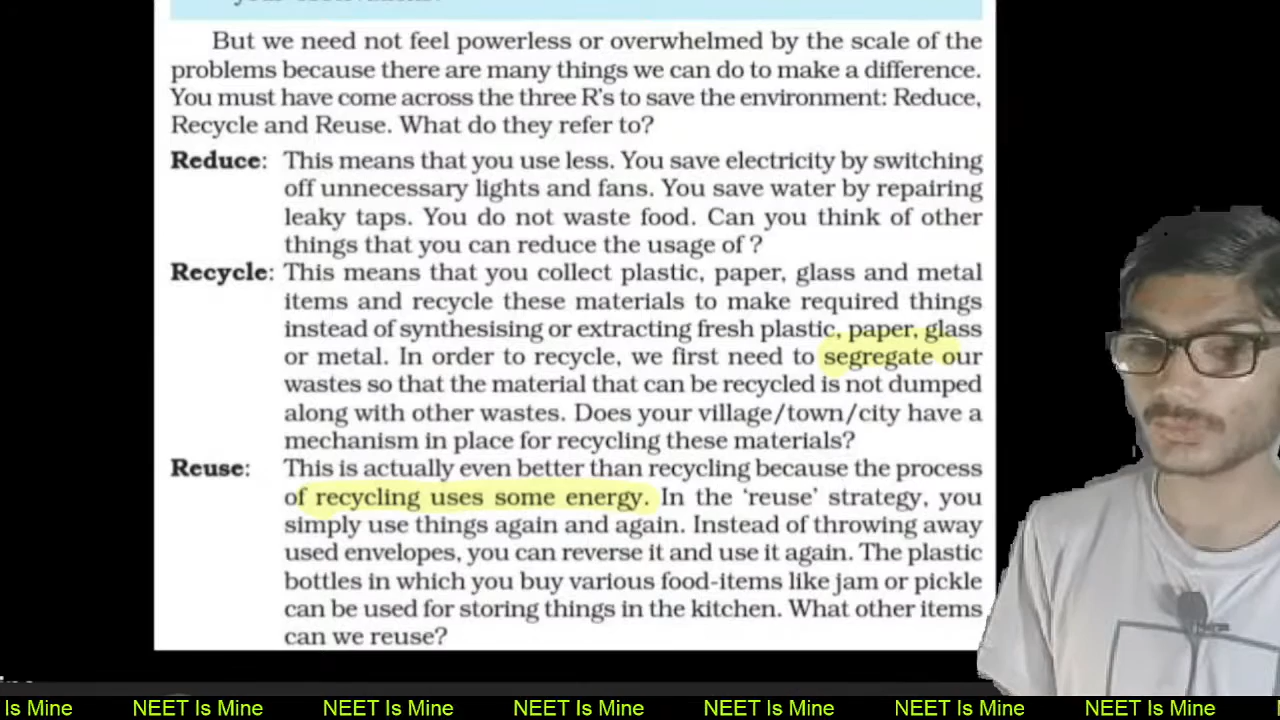 But we need not feel powerless or overwhelmed by the scale of the
problems because there are many things we can do to make a difference.
You must have come across the three R's to save the environment: Reduce,
Recycle and Reuse. What do they refer to?
Reduce: This means that you use less. You save electricity by switching
off unnecessary lights and fans. You save water by repairing
leaky taps. You do not waste food. Can you think of other
things that you can reduce the usage of ?
Recycle: This means that you collect plastic, paper, glass and metal
items and recycle these materials to make required things
instead of synthesising or extracting fresh plastic, paper, glass
or metal. In order to recycle, we first need to segregate our
wastes so that the material that can be recycled is not dumped
along with other wastes. Does your village/town/city have a
mechanism in place for recycling these materials?
Reuse: This is actually even better than recycling because the process
of recycling uses some energy. In the 'reuse' strategy, you
simply use things again and again. Instead of throwing away
used envelopes, you can reverse it and use it again. The plastic
bottles in which you buy various food-items like jam or pickle
can be used for storing things in the kitchen. What other items
can we reuse?
Is Mine NEET Is Mine NEET Is Mine NEET Is Mine NEET Is Mine NEET Is Mine NEET Is Mine